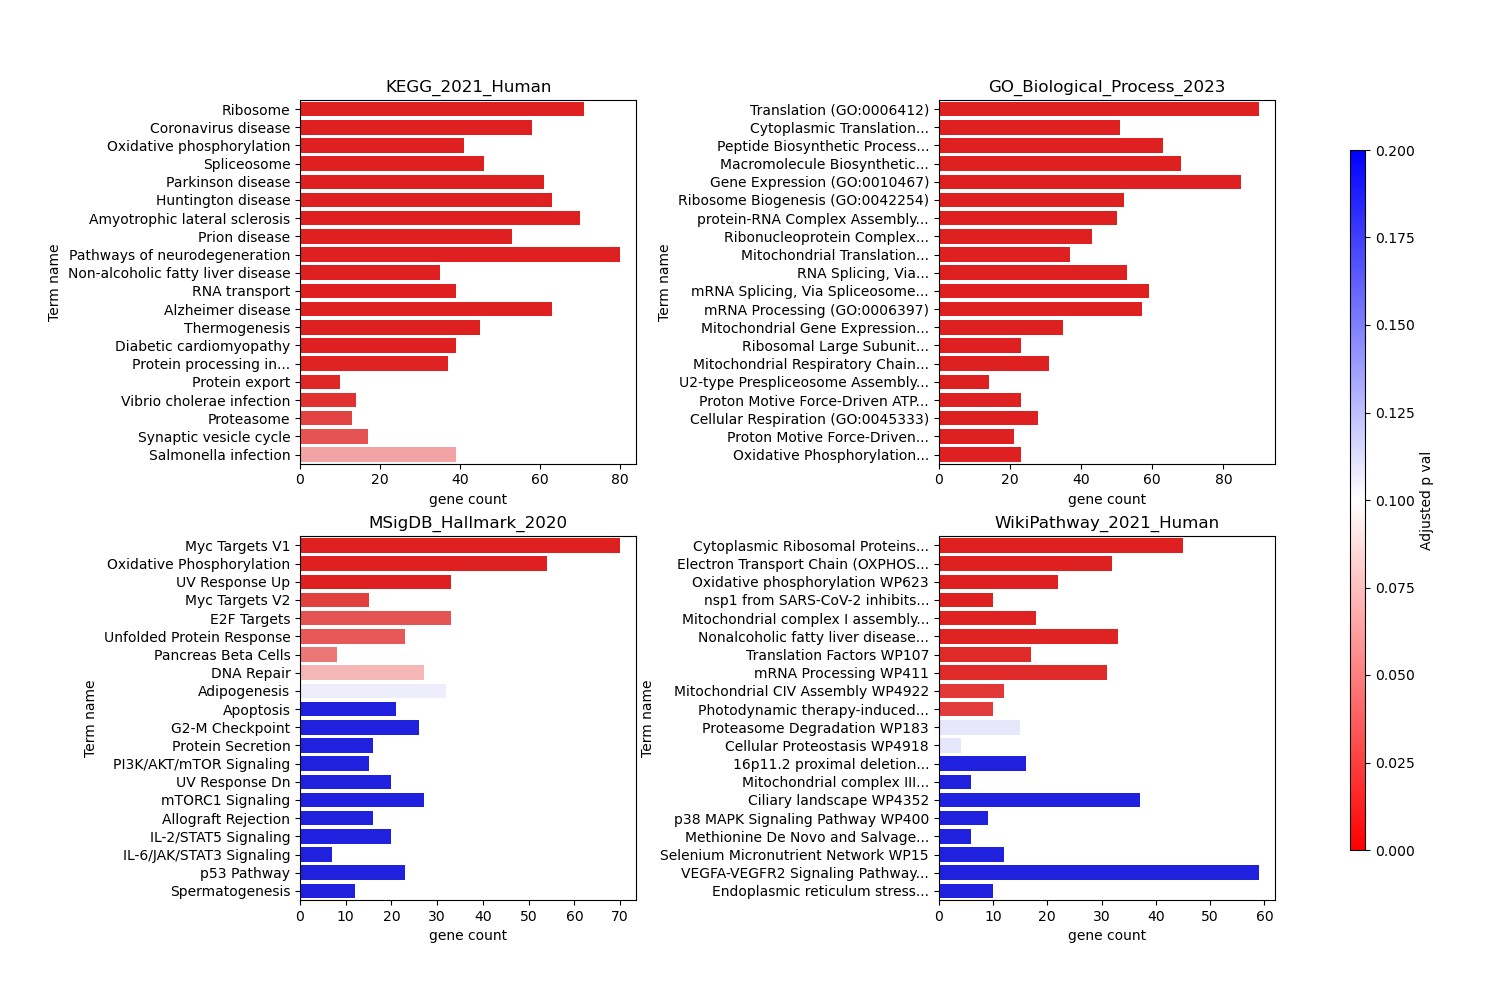 KEGG_2021_Human
Term name
Ribosome
Coronavirus disease
Oxidative phosphorylation
Spliceosome
Parkinson disease
Huntington disease
Amyotrophic lateral sclerosis
Prion disease
Pathways of neurodegeneration
Non-alcoholic fatty liver disease
RNA transport
Alzheimer disease
Thermogenesis
Diabetic cardiomyopathy
Protein processing in...
Protein export
Vibrio cholerae infection
Proteasome
Synaptic vesicle cycle
Salmonella infection
0 20 40 60 80
gene count
GO_Biological_Process_2023
Term name
Translation (GO:0006412)
Cytoplasmic Translation...
Peptide Biosynthetic Process...
Macromolecule Biosynthetic...
Gene Expression (GO:0010467)
Ribosome Biogenesis (GO:0042254)
protein-RNA Complex Assembly...
Ribonucleoprotein Complex...
Mitochondrial Translation...
RNA Splicing, Via...
mRNA Splicing, Via Spliceosome...
mRNA Processing (GO:0006397)
Mitochondrial Gene Expression...
Ribosomal Large Subunit...
Mitochondrial Respiratory Chain...
U2-type Prespliceosome Assembly...
Proton Motive Force-Driven ATP...
Cellular Respiration (GO:0045333)
Proton Motive Force-Driven...
Oxidative Phosphorylation...
0 20 40 60 80
gene count
MSigDB_Hallmark_2020
Term name
Myc Targets V1
Oxidative Phosphorylation
UV Response Up
Myc Targets V2
E2F Targets
Unfolded Protein Response
Pancreas Beta Cells
DNA Repair
Adipogenesis
Apoptosis
G2-M Checkpoint
Protein Secretion
PI3K/AKT/mTOR Signaling
UV Response Dn
mTORC1 Signaling
Allograft Rejection
IL-2/STAT5 Signaling
IL-6/JAK/STAT3 Signaling
p53 Pathway
Spermatogenesis
0 10 20 30 40 50 60 70
gene count
WikiPathway_2021_Human
Term name
Cytoplasmic Ribosomal Proteins...
Electron Transport Chain (OXPHOS...
Oxidative phosphorylation WP623
nsp1 from SARS-CoV-2 inhibits...
Mitochondrial complex I assembly...
Nonalcoholic fatty liver disease...
Translation Factors WP107
mRNA Processing WP411
Mitochondrial CIV Assembly WP4922
Photodynamic therapy-induced...
Proteasome Degradation WP183
Cellular Proteostasis WP4918
16p11.2 proximal deletion...
Mitochondrial complex III...
Ciliary landscape WP4352
p38 MAPK Signaling Pathway WP400
Methionine De Novo and Salvage...
Selenium Micronutrient Network WP15
VEGFA-VEGFR2 Signaling Pathway...
Endoplasmic reticulum stress...
0 10 20 30 40 50 60
gene count
0.200
0.175
0.150
0.125
0.100
0.075
0.050
0.025
0.000
Adjusted p val